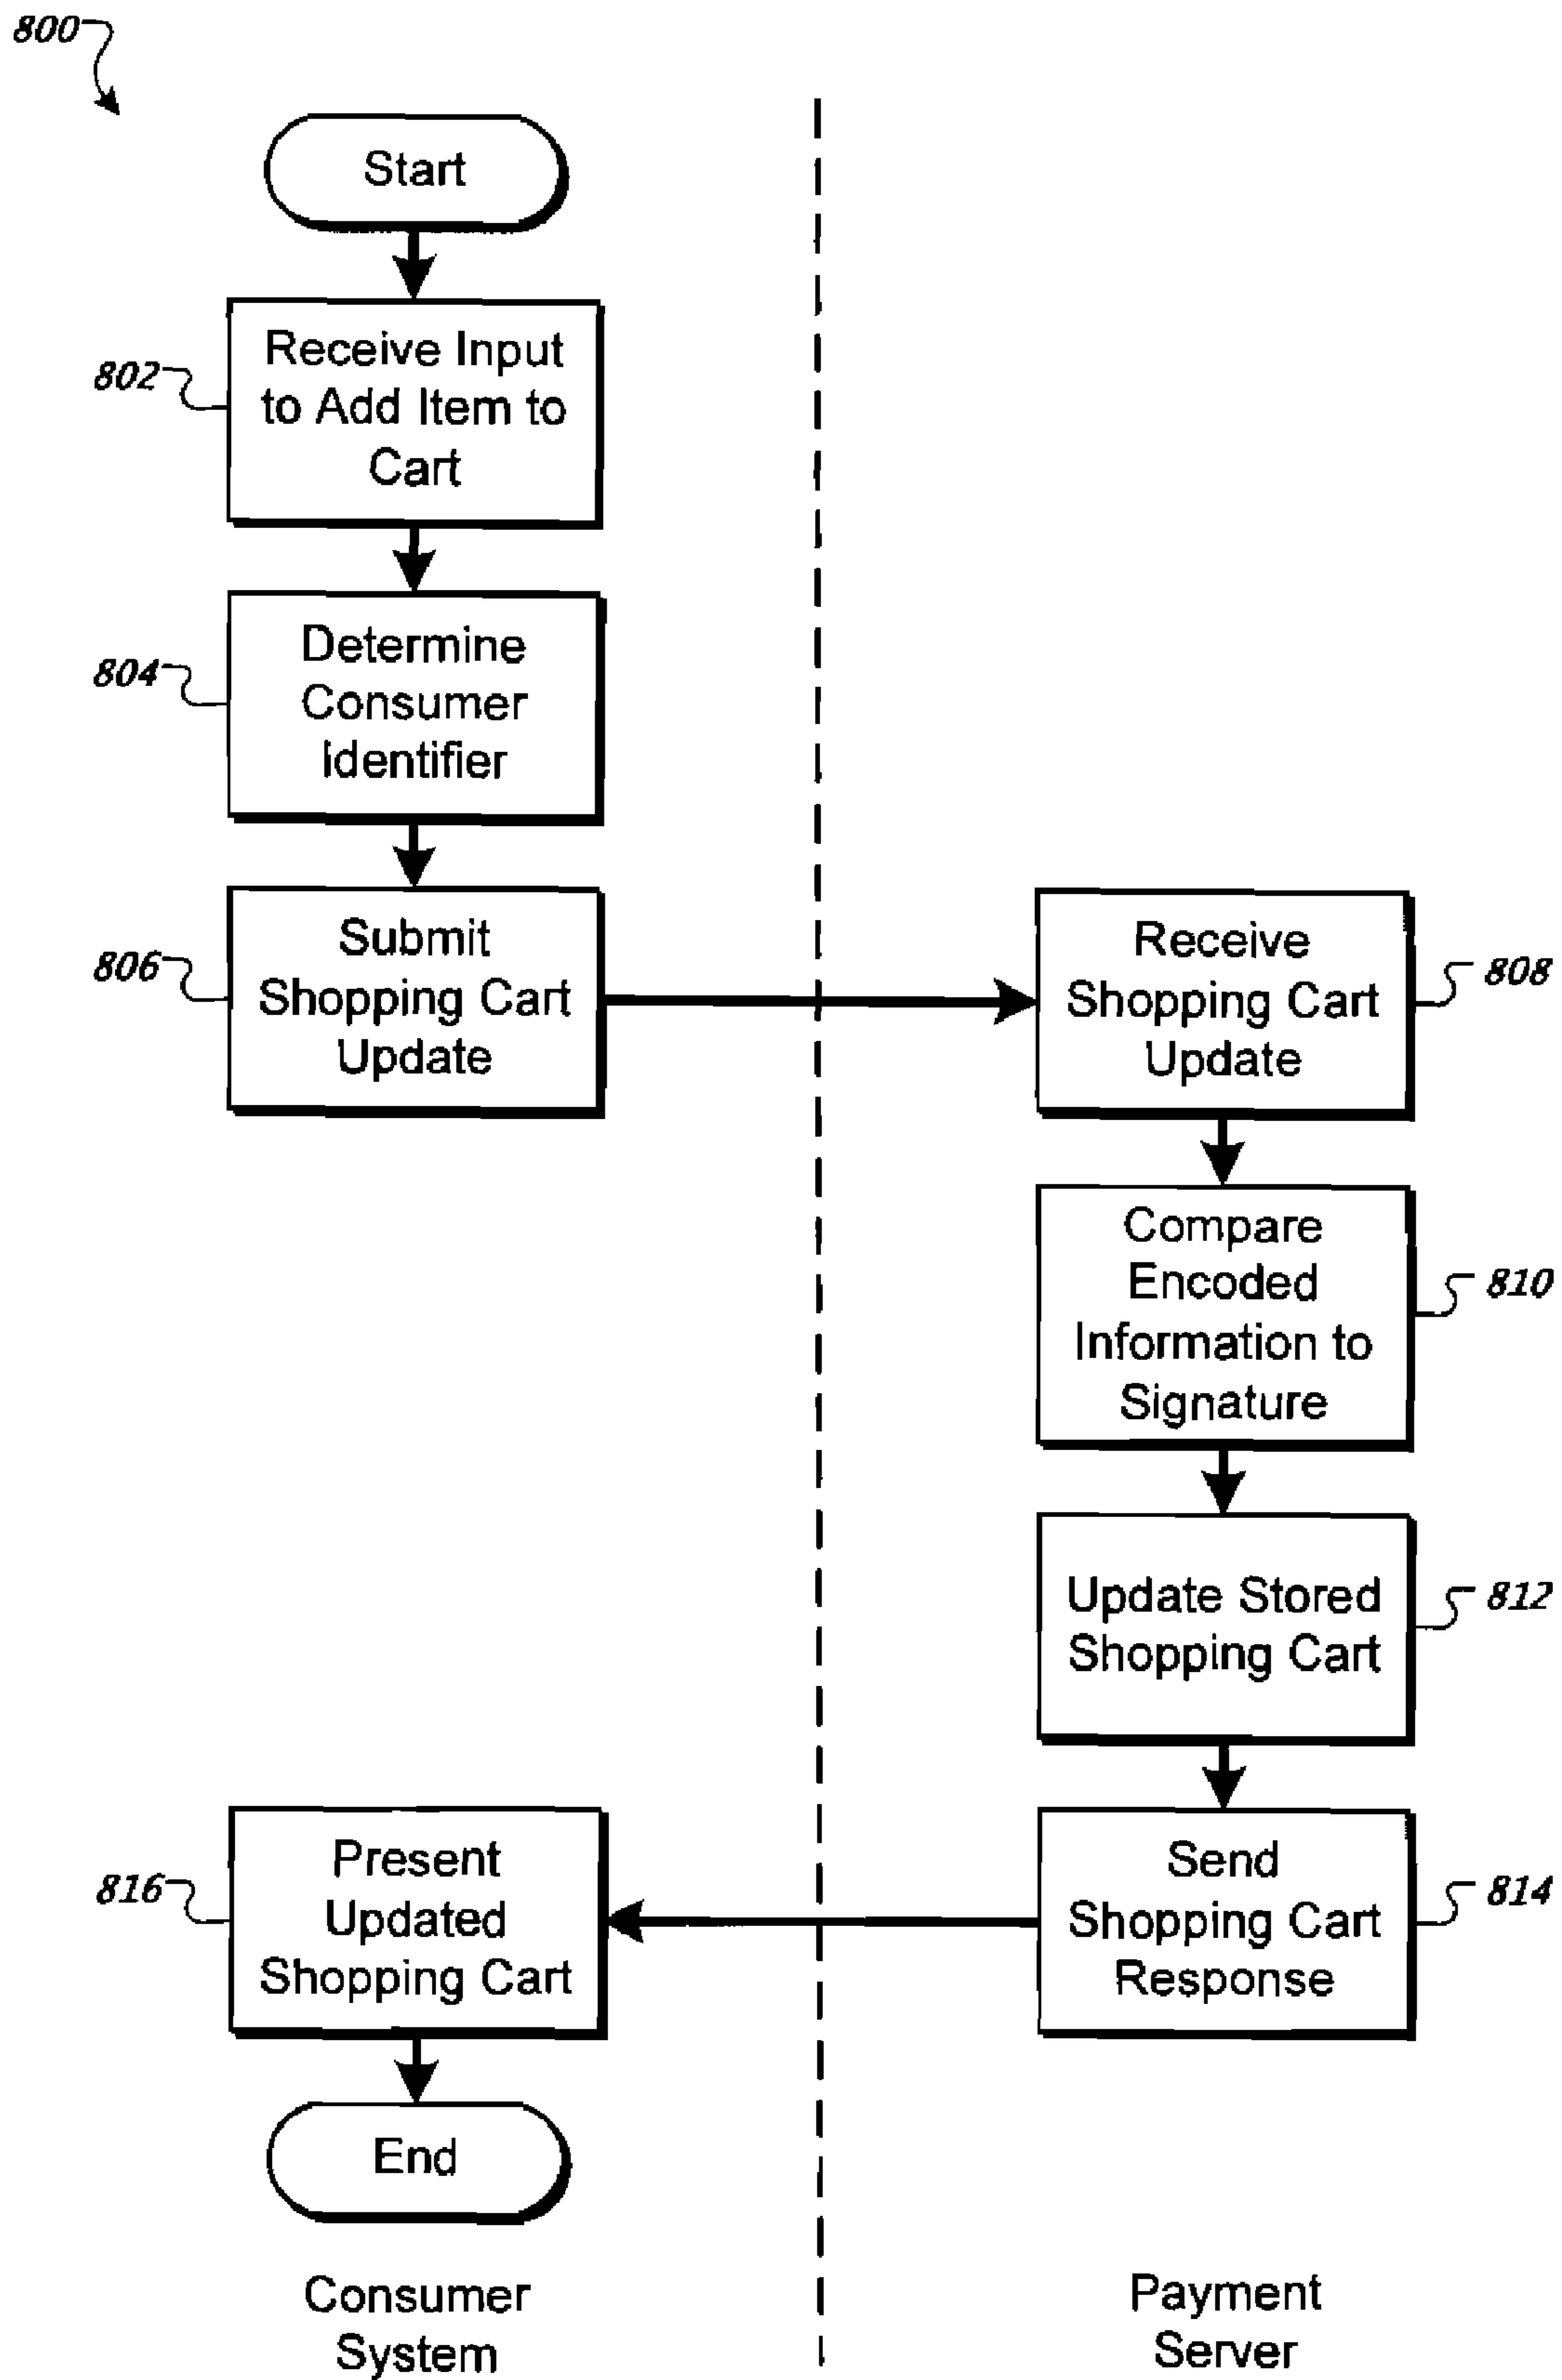 800
Start
802
Receive Input
to Add Item to
Cart
804
Determine
Consumer
Identifier
806
Submit
Shopping Cart
Update
Receive
Shopping Cart
Update
808
Compare
Encoded
Information to
Signature
810
Update Stored
Shopping Cart
812
Send
Shopping Cart
Response
814
816
Present
Updated
Shopping Cart
End
Consumer
System
Payment
Server